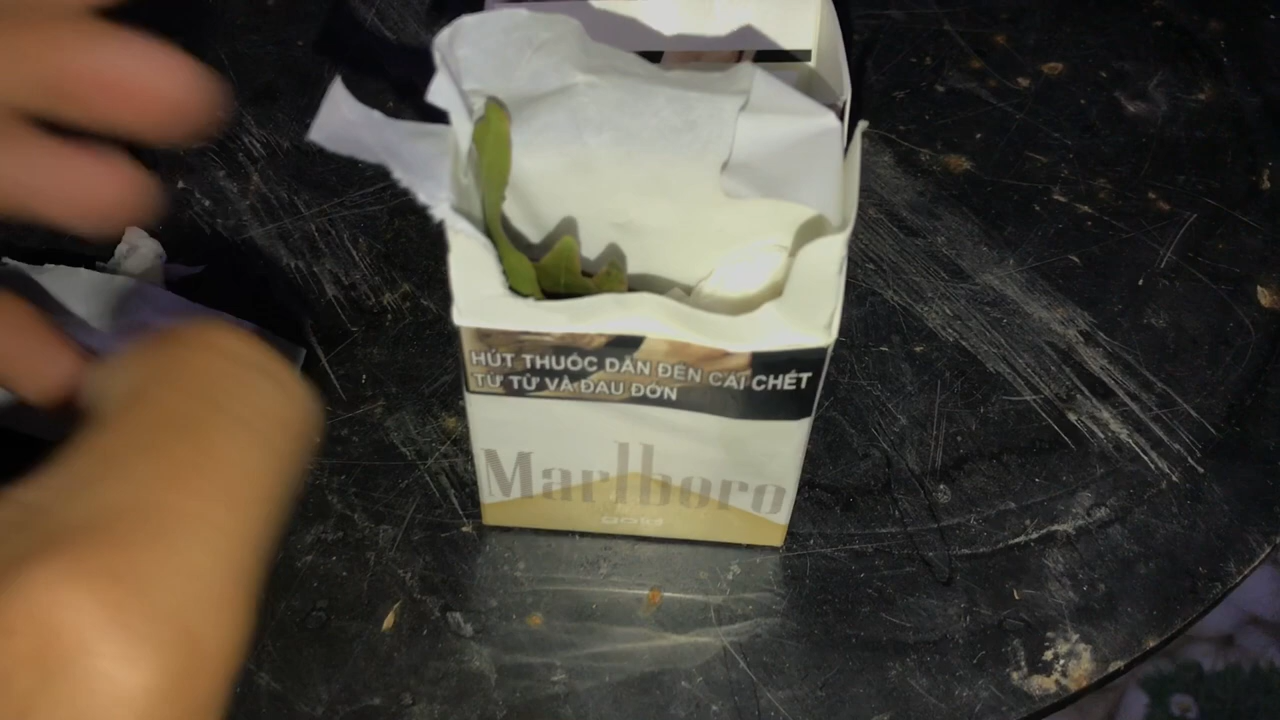 HÚT THUỐC DẪN ĐẾN CÁI CHẾT
TỪ TỪ VÀ ĐAU ĐỚN
Marlboro
gold